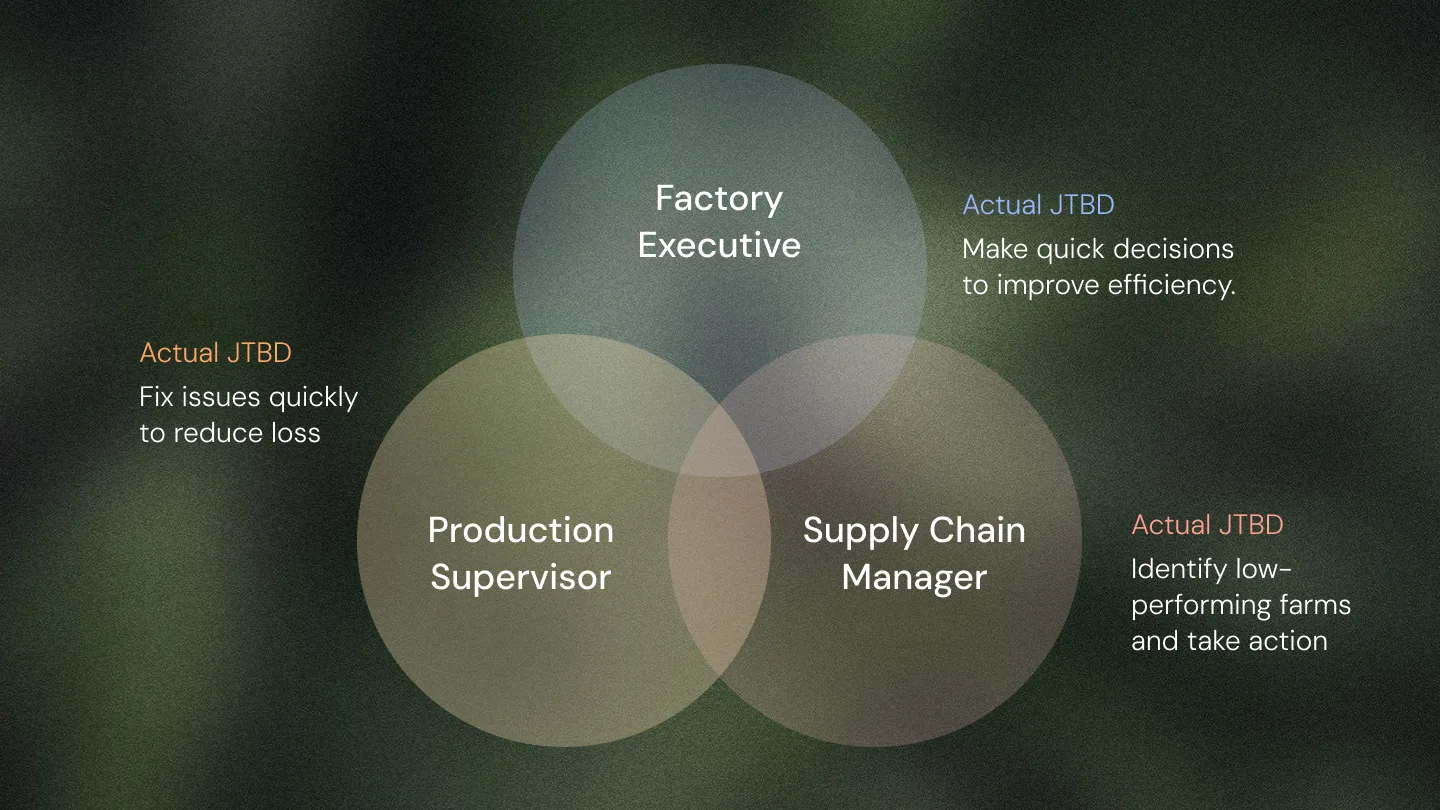 Factory
Executive
Actual JTBD
Make quick decisions
to improve efficiency.
Actual JTBD
Fix issues quickly
to reduce loss
Production
Supervisor
Supply Chain
Manager
Actual JTBD
Identify low-
performing farms
and take action